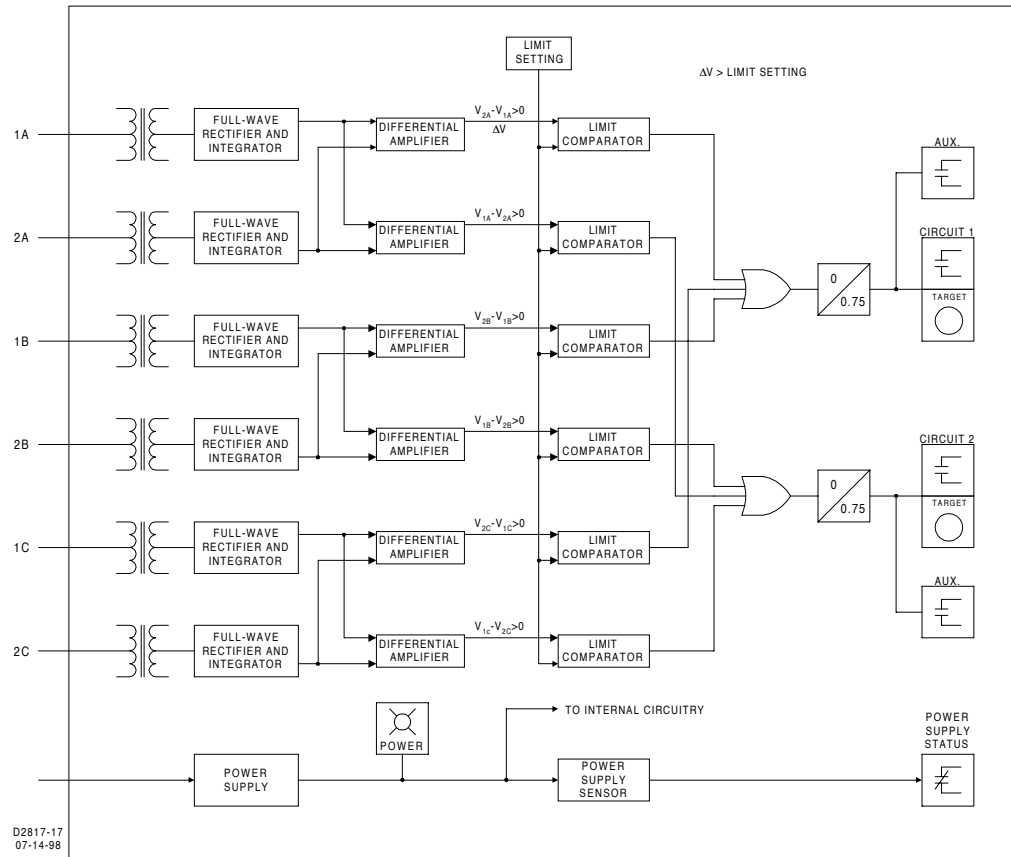 LIMIT
SETTING
ΔV > LIMIT SETTING
1A
FULL-WAVE
RECTIFIER AND
INTEGRATOR
DIFFERENTIAL
AMPLIFIER
V2A-V1A>0
ΔV
LIMIT
COMPARATOR
AUX.
2A
FULL-WAVE
RECTIFIER AND
INTEGRATOR
DIFFERENTIAL
AMPLIFIER
V1A-V2A>0
LIMIT
COMPARATOR
CIRCUIT 1
0
0.75
TARGET
1B
FULL-WAVE
RECTIFIER AND
INTEGRATOR
DIFFERENTIAL
AMPLIFIER
V2B-V1B>0
LIMIT
COMPARATOR
2B
FULL-WAVE
RECTIFIER AND
INTEGRATOR
DIFFERENTIAL
AMPLIFIER
V1B-V2B>0
LIMIT
COMPARATOR
CIRCUIT 2
0
0.75
TARGET
1C
FULL-WAVE
RECTIFIER AND
INTEGRATOR
DIFFERENTIAL
AMPLIFIER
V2C-V1C>0
LIMIT
COMPARATOR
AUX.
2C
FULL-WAVE
RECTIFIER AND
INTEGRATOR
DIFFERENTIAL
AMPLIFIER
V1c-V2C>0
LIMIT
COMPARATOR
POWER
TO INTERNAL CIRCUITRY
POWER
SUPPLY
STATUS
POWER
SUPPLY
POWER
SUPPLY
SENSOR
D2817-17
07-14-98